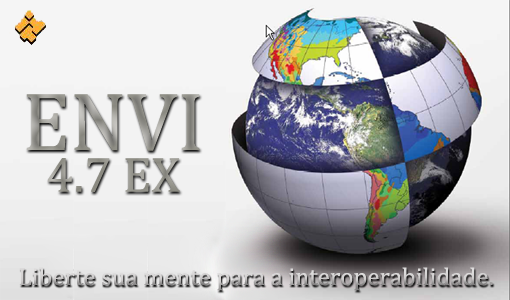 ENVI
4.7 EX
Liberte sua mente para a interoperabilidade.